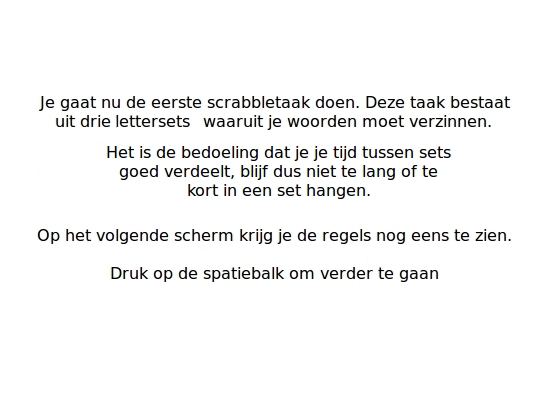 Je gaat nu de eerste scrabbletaak doen. Deze taak bestaat
uit drie lettersets waaruit je woorden moet verzinnen.
Het is de bedoeling dat je je tijd tussen sets
goed verdeelt, blijf dus niet te lang of te
kort in een set hangen.
Op het volgende scherm krijg je de regels nog eens te zien.
Druk op de spatiebalk om verder te gaan